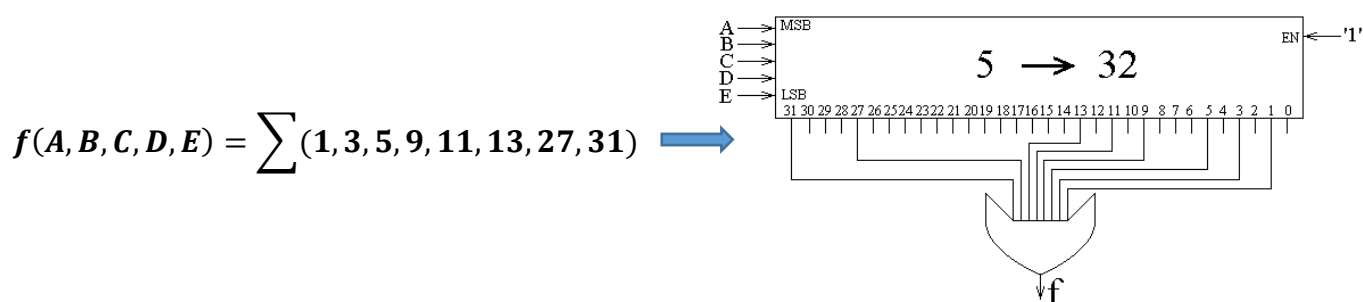 f(A, B, C, D, E) = ∑(1, 3, 5, 9, 11, 13, 27, 31)
A MSB
B
C
D
E LSB
5 → 32
EN '1'
31 30 29 28 27 26 25 24 23 22 21 20 19 18 17 16 15 14 13 12 11 10 9 8 7 6 5 4 3 2 1 0
f